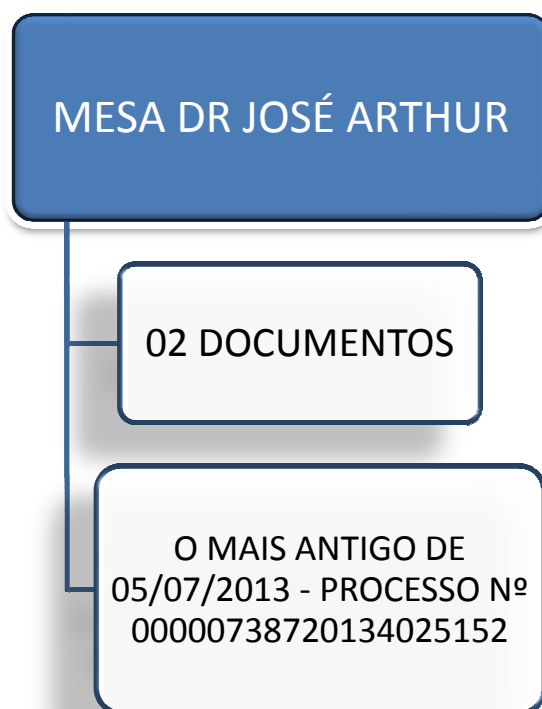 MESA DR JOSÉ ARTHUR
02 DOCUMENTOS
O MAIS ANTIGO DE
05/07/2013 - PROCESSO Nº
00000738720134025152